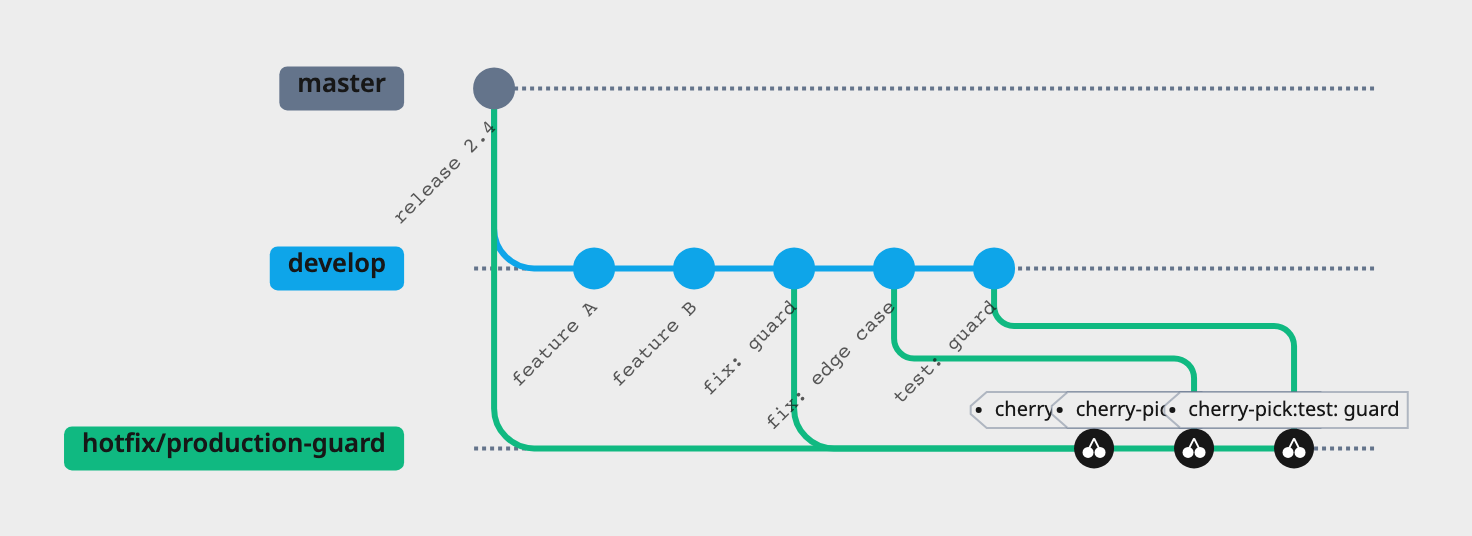 master
release 2.4
develop
feature A
feature B
fix: guard
fix: edge case
test: guard
cherry
cherry-pic
cherry-pick:test: guard
hotfix/production-guard